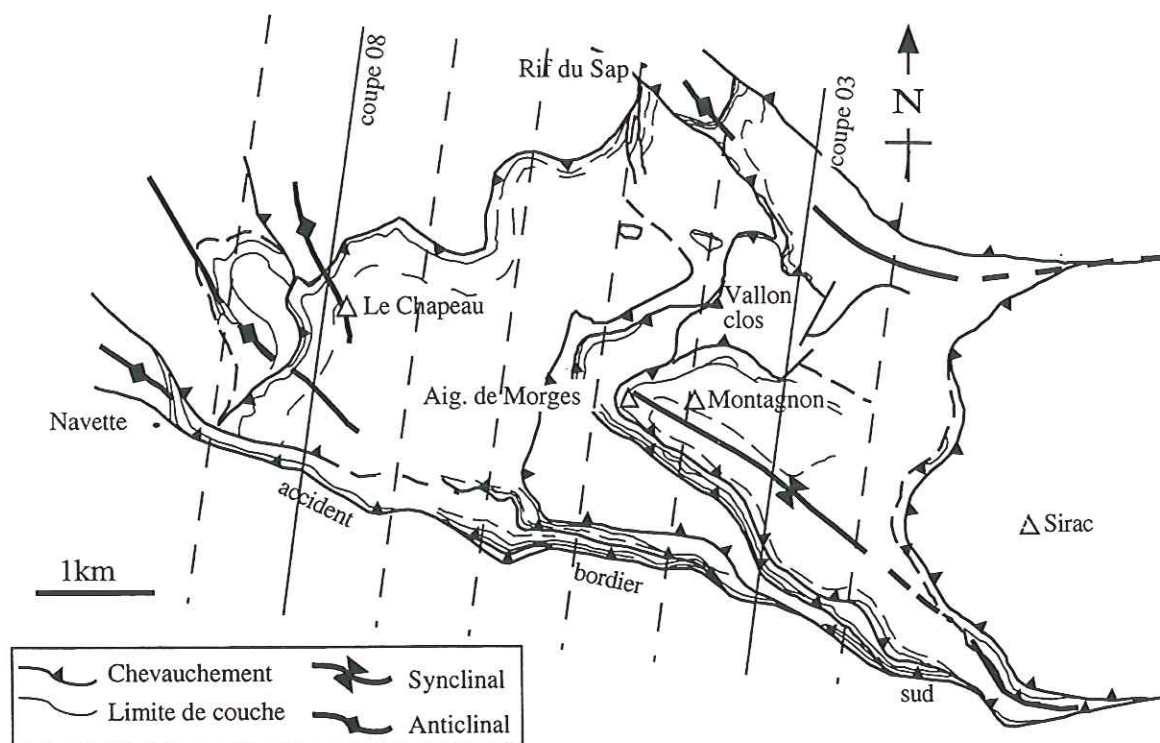 Rif du Sap
coupe 08
coupe 03
N
Le Chapeau
Vallon
clos
Aig. de Morges
Montagnon
Navette
accident
Sirac
1km
bordier
sud
Chevauchement
Synclinal
Limite de couche
Anticlinal